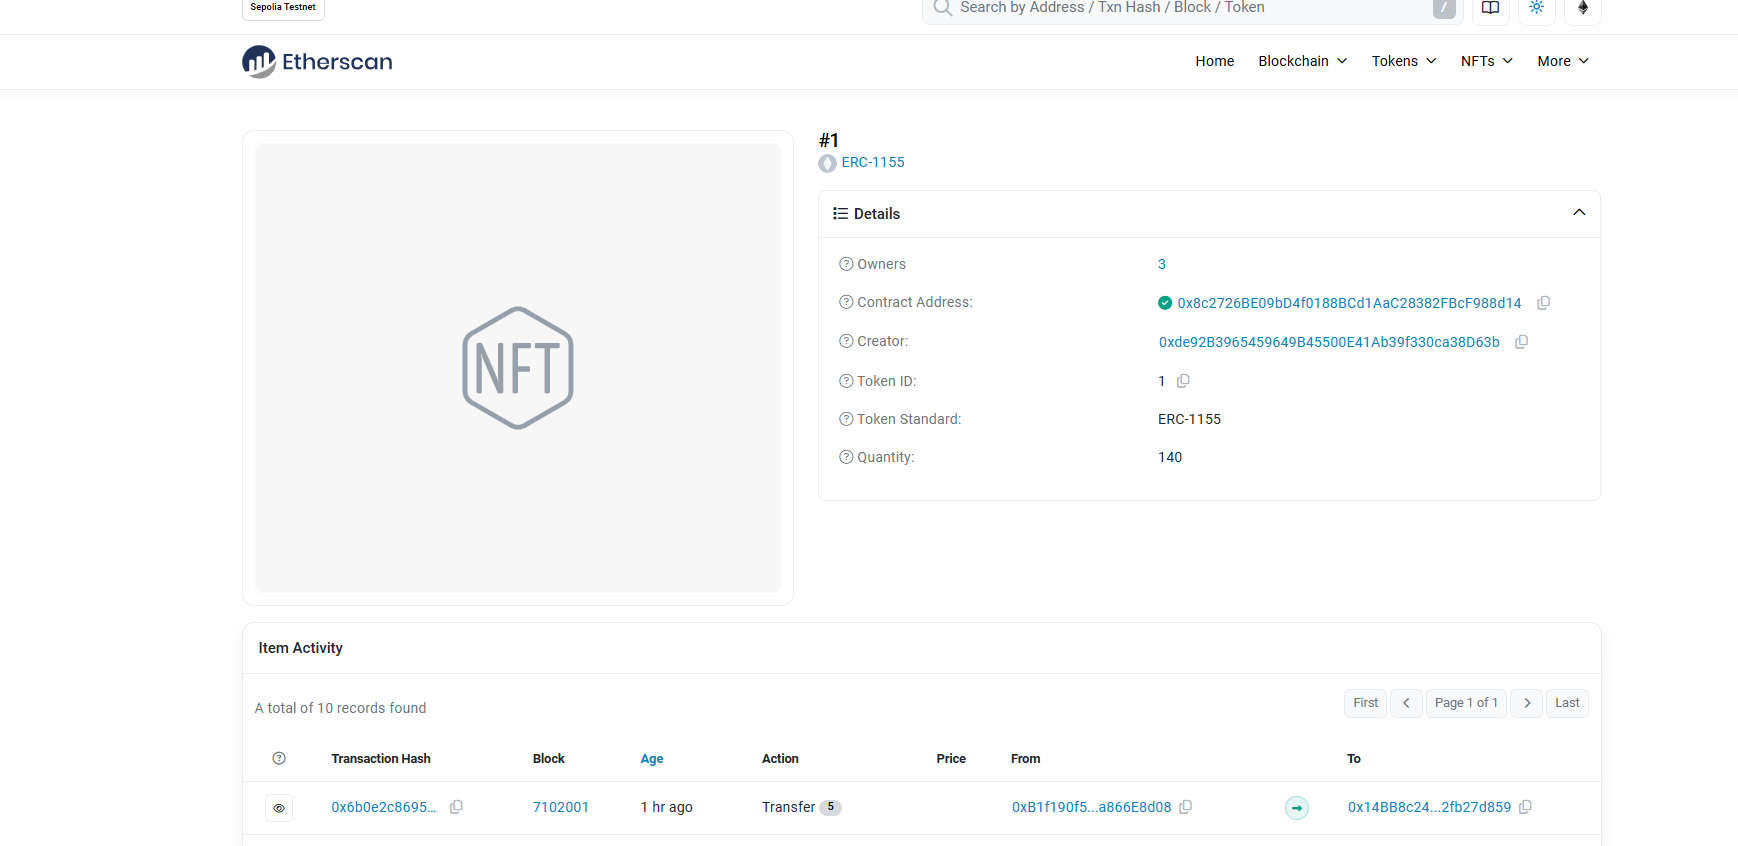 Sepolia Testnet
Search by Address / Txn Hash / Block / Token /
Etherscan
Home Blockchain Tokens NFTs More
#1
ERC-1155
NFT
Details
Owners 3
Contract Address: 0x8c2726BE09bD4f0188BCd1AaC28382FBcF988d14
Creator: 0xde92B3965459649B45500E41Ab39f330ca38D63b
Token ID: 1
Token Standard: ERC-1155
Quantity: 140
Item Activity
A total of 10 records found
First Page 1 of 1 Last
Transaction Hash Block Age Action Price From To
0x6b0e2c8695... 7102001 1 hr ago Transfer 5 0xB1f190f5...a866E8d08 0x14BB8c24...2fb27d859